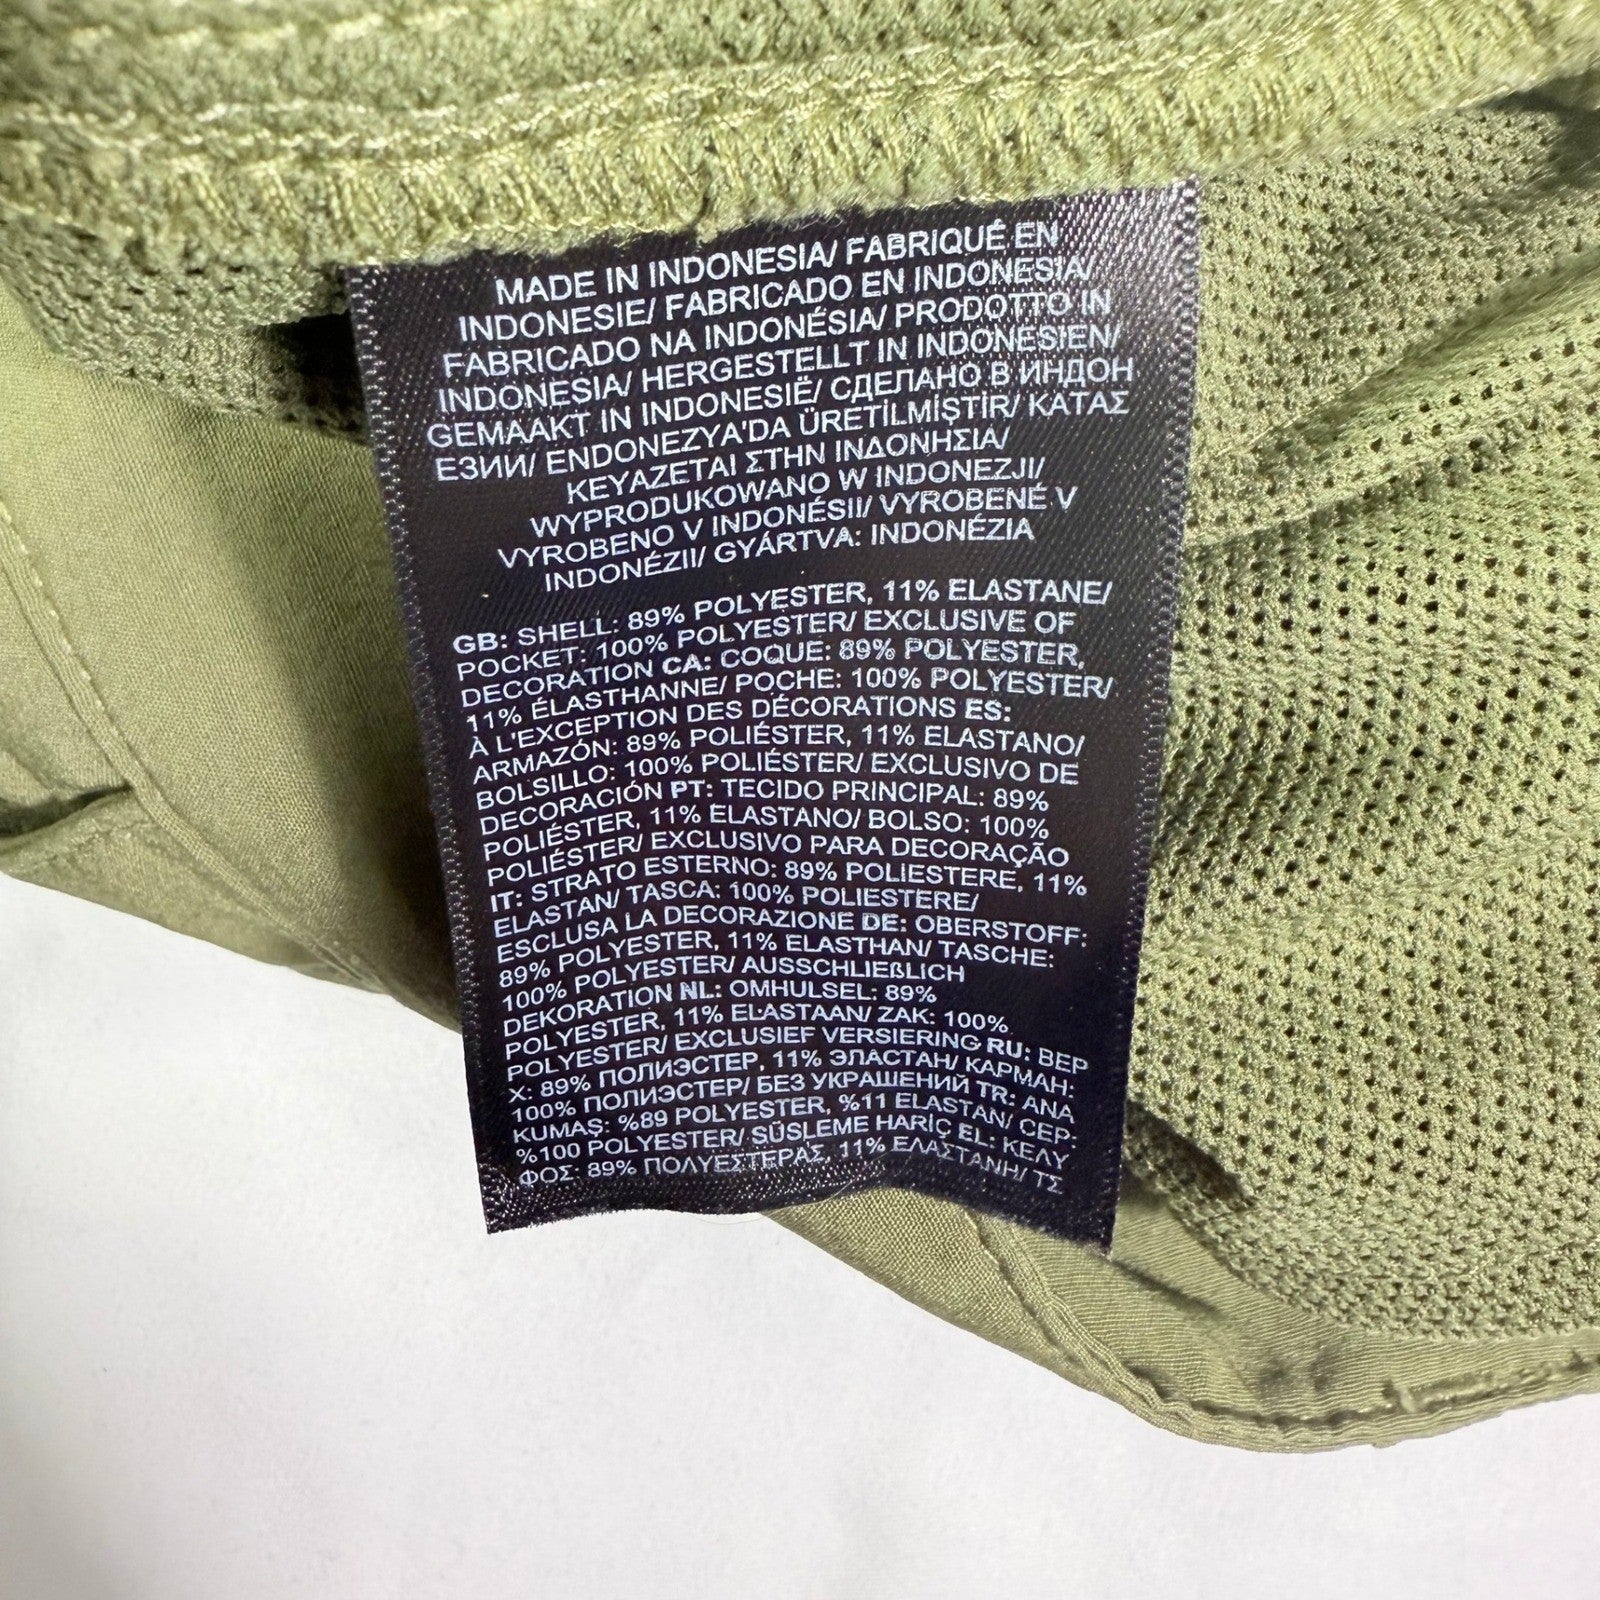 MADE IN INDONESIA/ FABRIQUÉ EN
INDONESIE/ FABRICADO EN INDONESIA/
FABRICADO NA INDONÉSIA/ PRODOTTO IN
INDONESIA/ HERGESTELLT IN INDONESIEN/
GEMAAKT IN INDONESIË/ СДЕЛАНО В ИНДОН
ЕЗИИ/ ENDONEZYA'DA ÜRETİLMİŞTİR/ ΚΑΤΑΣ
ΚΕΥΑΖΕΤΑΙ ΣΤΗΝ ΙΝΔΟΝΗΣΙΑ/
WYPRODUKOWANO W INDONEZJI/
VYROBENO V INDONÉSII/ VYROBENÉ V
INDONÉZII/ GYÁRTVA: INDONÉZIA
GB: SHELL: 89% POLYESTER, 11% ELASTANE/
POCKET: 100% POLYESTER/ EXCLUSIVE OF
DECORATION CA: COQUE: 89% POLYESTER,
11% ÉLASTHANNE/ POCHE: 100% POLYESTER/
À L'EXCEPTION DES DÉCORATIONS ES:
ARMAZÓN: 89% POLIÉSTER, 11% ELASTANO/
BOLSILLO: 100% POLIÉSTER/ EXCLUSIVO DE
DECORACIÓN PT: TECIDO PRINCIPAL: 89%
POLIÉSTER, 11% ELASTANO/ BOLSO: 100%
POLIÉSTER/ EXCLUSIVO PARA DECORAÇÃO
IT: STRATO ESTERNO: 89% POLIESTERE, 11%
ELASTAN/ TASCA: 100% POLIESTERE/
ESCLUSA LA DECORAZIONE DE: OBERSTOFF:
89% POLYESTER, 11% ELASTHAN/ TASCHE:
100% POLYESTER/ AUSSCHLIEßLICH
DEKORATION NL: OMHULSEL: 89%
POLYESTER, 11% ELASTAAN/ ZAK: 100%
POLYESTER/ EXCLUSIEF VERSIERING RU: ВЕР
Х: 89% ПОЛИЭСТЕР, 11% ЭЛАСТАН/ КАРМАН:
100% ПОЛИЭСТЕР/ БЕЗ УКРАШЕНИЙ TR: ANA
KUMAŞ: %89 POLYESTER, %11 ELASTAN/ CEP:
%100 POLYESTER/ SÜSLEME HARİÇ EL: ΚΕΛΥ
ΦΟΣ: 89% ΠΟΛΥΕΣΤΕΡΑΣ, 11% ΕΛΑΣΤΑΝΗ/ ΤΣ